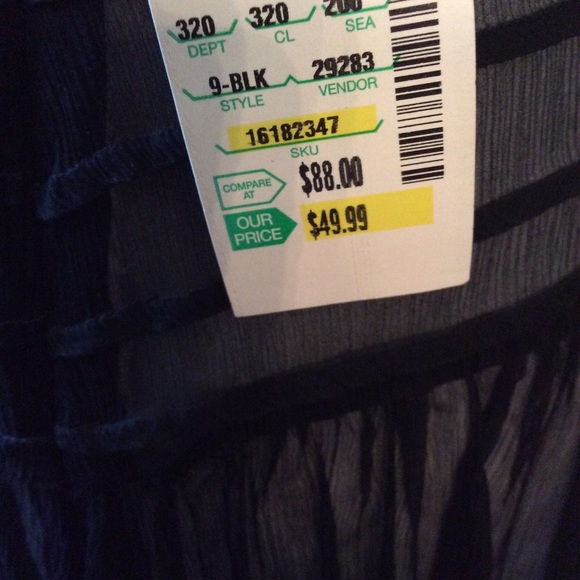 320 320 206
DEPT CL SEA
9-BLK 29283
STYLE VENDOR
16182347
SKU
COMPARE AT $88.00
OUR PRICE $49.99